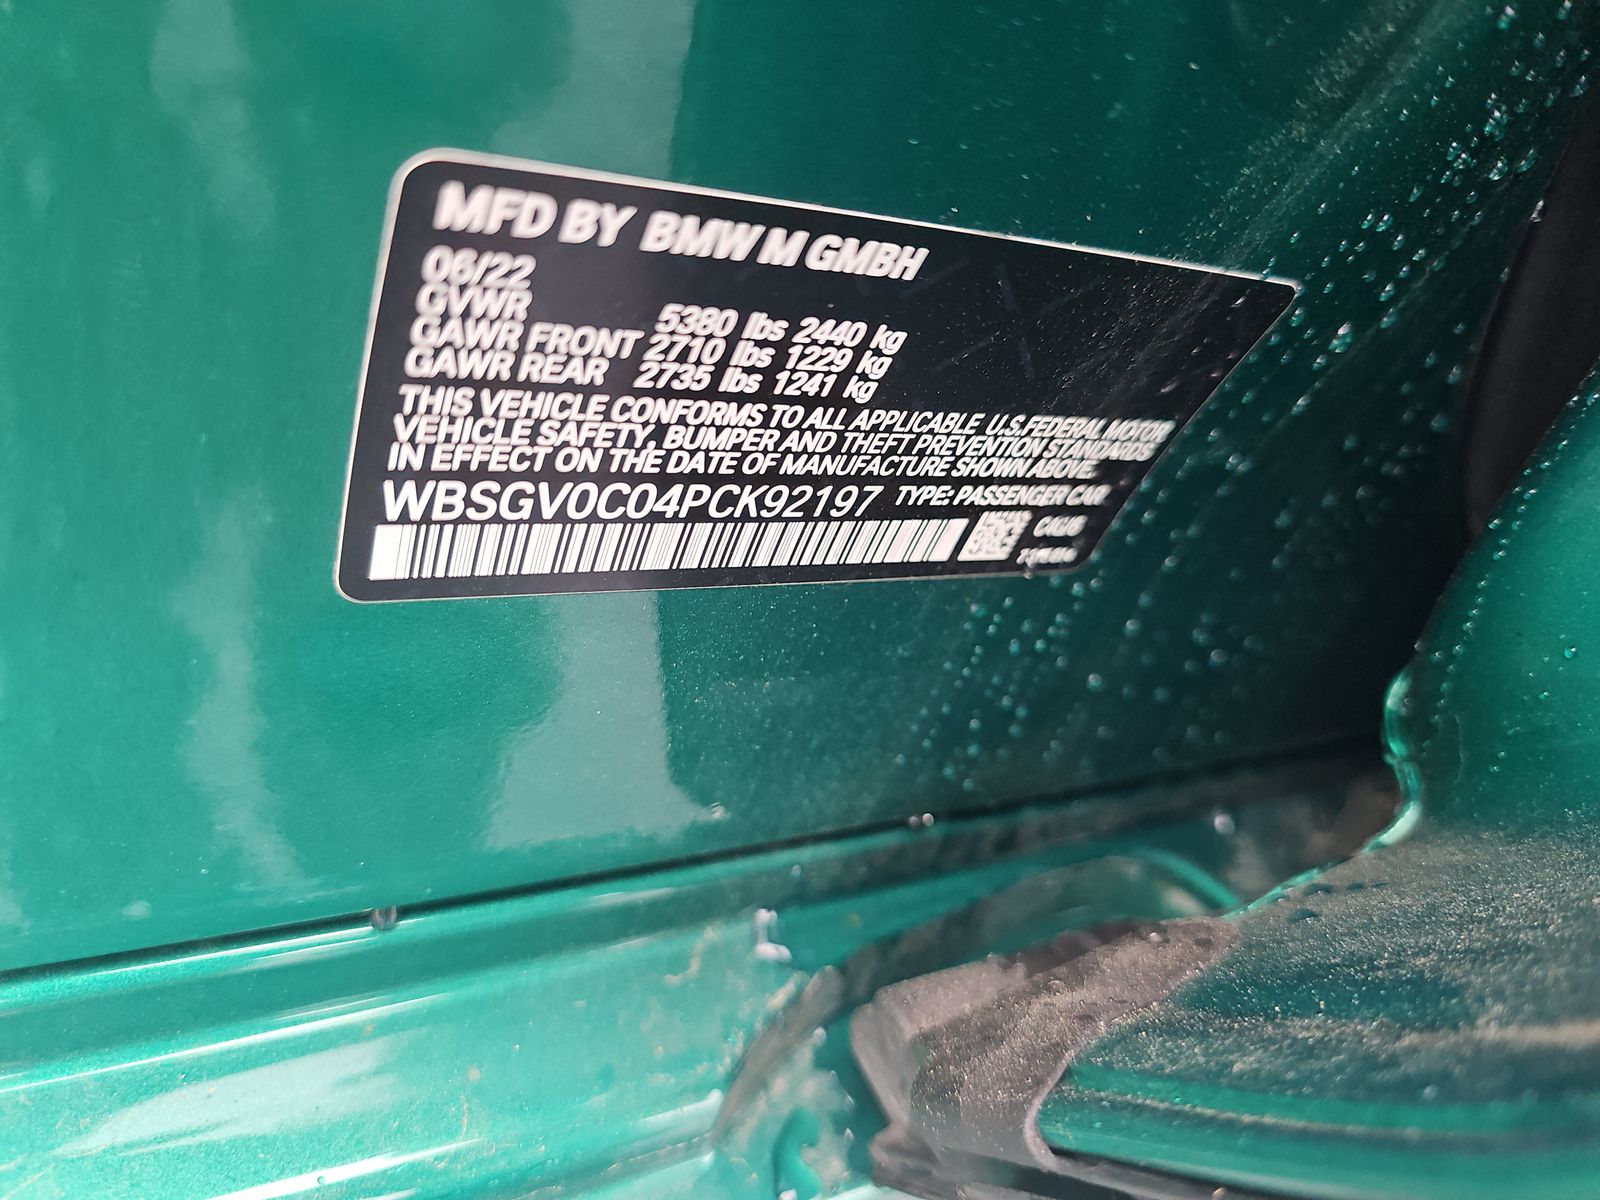 MFD BY BMW M GMBH
06/22
GVWR 5380 lbs 2440 kg
GAWR FRONT 2710 lbs 1229 kg
GAWR REAR 2735 lbs 1241 kg
THIS VEHICLE CONFORMS TO ALL APPLICABLE U.S.FEDERAL MOTOR
VEHICLE SAFETY, BUMPER AND THEFT PREVENTION STANDARDS
IN EFFECT ON THE DATE OF MANUFACTURE SHOWN ABOVE.
WBSGV0C04PCK92197 TYPE: PASSENGER CAR